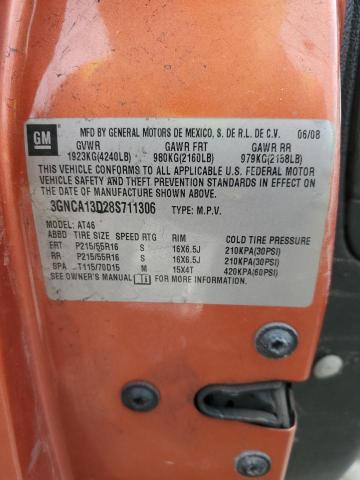 GM
MFD BY GENERAL MOTORS DE MEXICO, S. DE R.L. DE C.V. 06/08
GVWR GAWR FRT GAWR RR
1923KG(4240LB) 980KG(2160LB) 979KG(2158LB)
THIS VEHICLE CONFORMS TO ALL APPLICABLE U.S. FEDERAL MOTOR
VEHICLE SAFETY AND THEFT PREVENTION STANDARDS IN EFFECT ON THE
DATE OF MANUFACTURE SHOWN ABOVE.
3GNCA13D28S711306 TYPE: M.P.V.
MODEL: AT46
ABBD TIRE SIZE SPEED RTG RIM COLD TIRE PRESSURE
FRT P215/55R16 S 16X6.5J 210KPA(30PSI)
RR P215/55R16 S 16X6.5J 210KPA(30PSI)
SPA T115/70D15 M 15X4T 420KPA(60PSI)
SEE OWNER'S MANUAL FOR MORE INFORMATION.